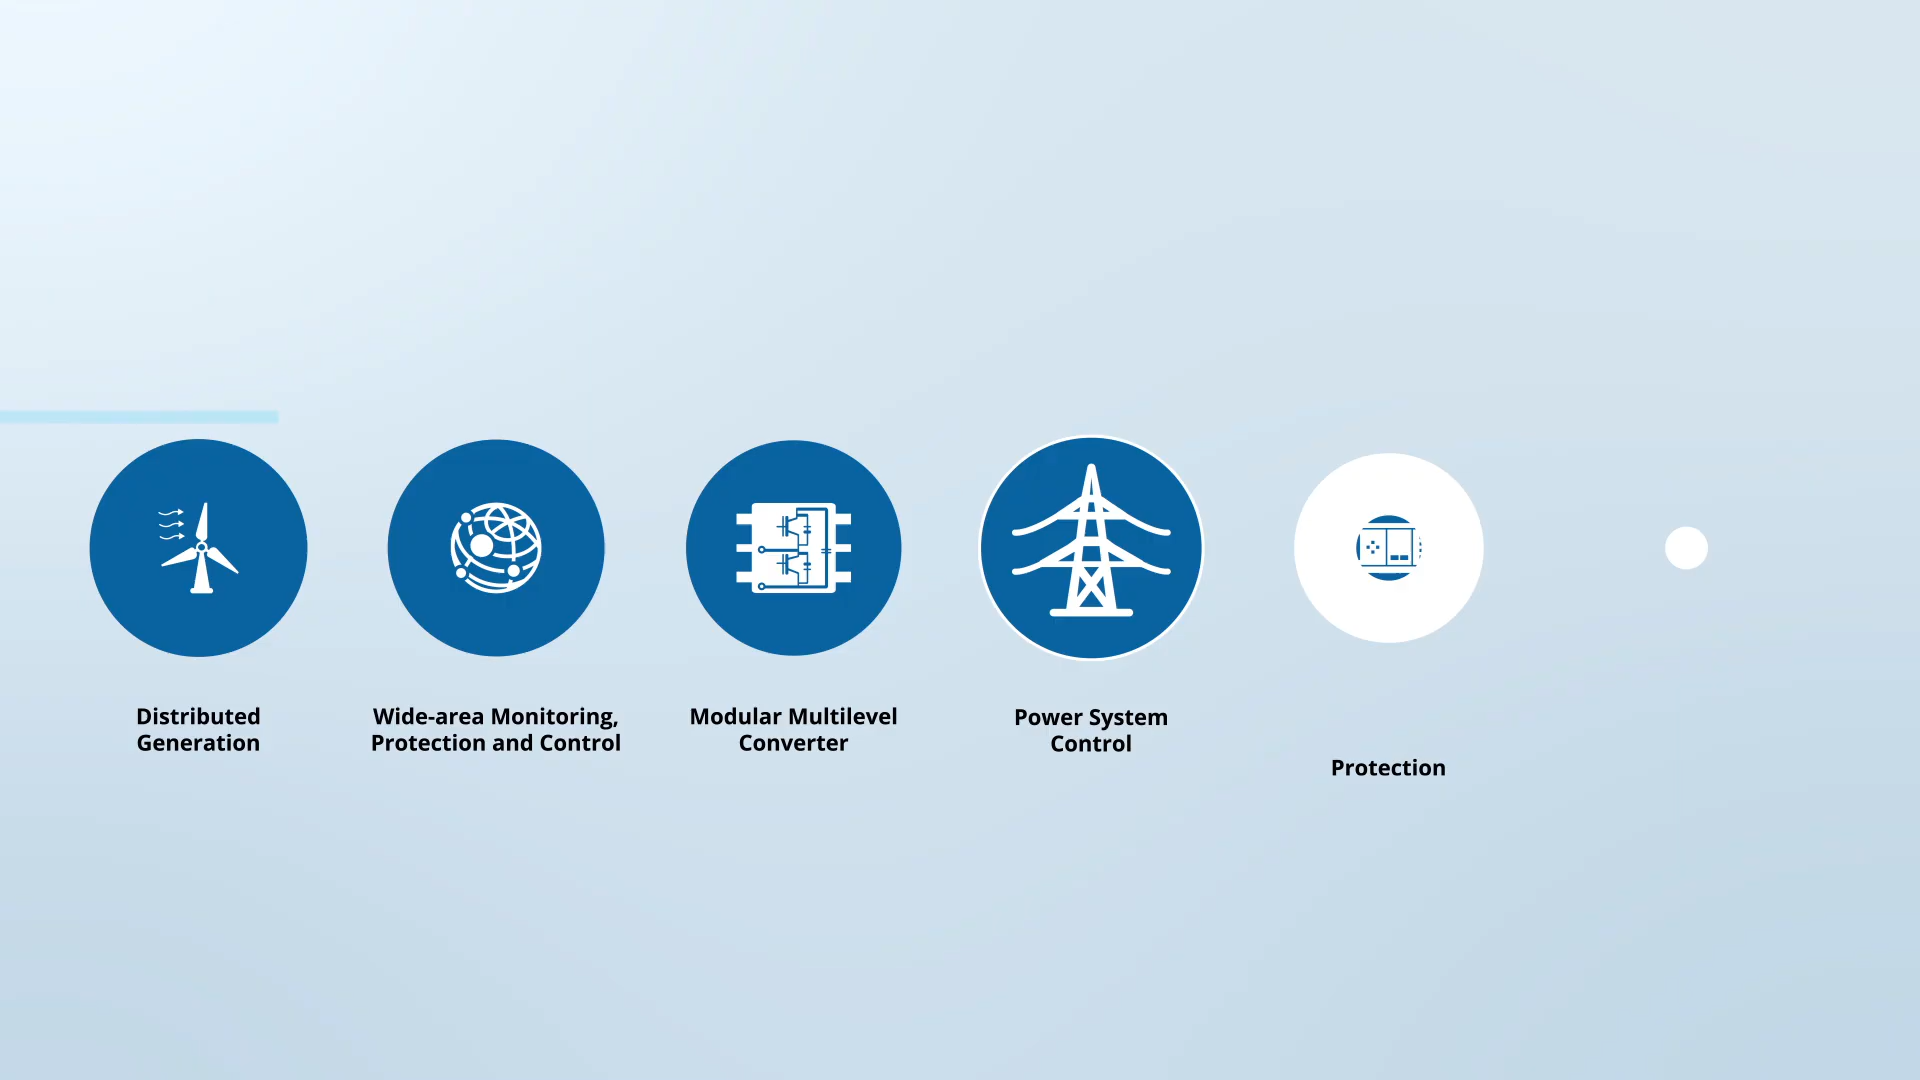 Distributed
Generation
Wide-area Monitoring,
Protection and Control
Modular Multilevel
Converter
Power System
Control
Protection